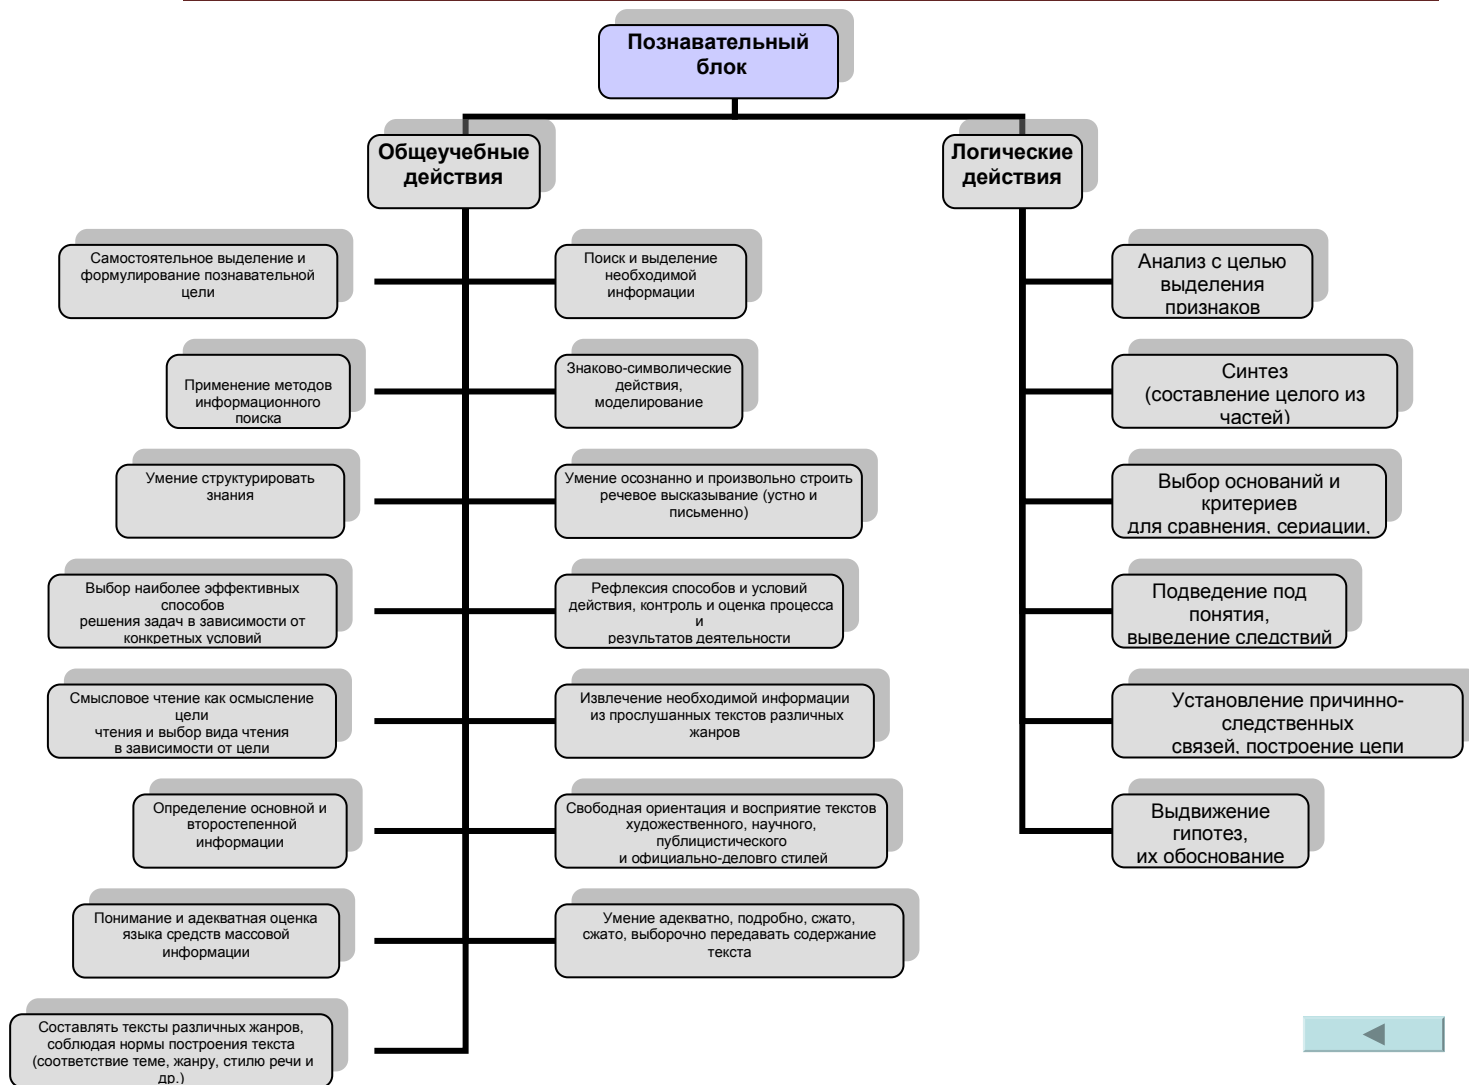 Познавательный
блок
Общеучебные
действия
Логические
действия
Самостоятельное выделение и
формулирование познавательной
цели
Поиск и выделение
необходимой
информации
Анализ с целью
выделения
признаков
Применение методов
информационного
поиска
Знаково-символические
действия,
моделирование
Синтез
(составление целого из
частей)
Умение структурировать
знания
Умение осознанно и произвольно строить
речевое высказывание (устно и
письменно)
Выбор оснований и
критериев
для сравнения, сериации,
Выбор наиболее эффективных
способов
решения задач в зависимости от
конкретных условий
Рефлексия способов и условий
действия, контроль и оценка процесса
и
результатов деятельности
Подведение под
понятия,
выведение следствий
Смысловое чтение как осмысление
цели
чтения и выбор вида чтения
в зависимости от цели
Извлечение необходимой информации
из прослушанных текстов различных
жанров
Установление причинно-
следственных
связей, построение цепи
Определение основной и
второстепенной
информации
Свободная ориентация и восприятие текстов
художественного, научного,
публицистического
и официально-деловго стилей
Выдвижение
гипотез,
их обоснование
Понимание и адекватная оценка
языка средств массовой
информации
Умение адекватно, подробно, сжато,
сжато, выборочно передавать содержание
текста
Составлять тексты различных жанров,
соблюдая нормы построения текста
(соответствие теме, жанру, стилю речи и
др.)